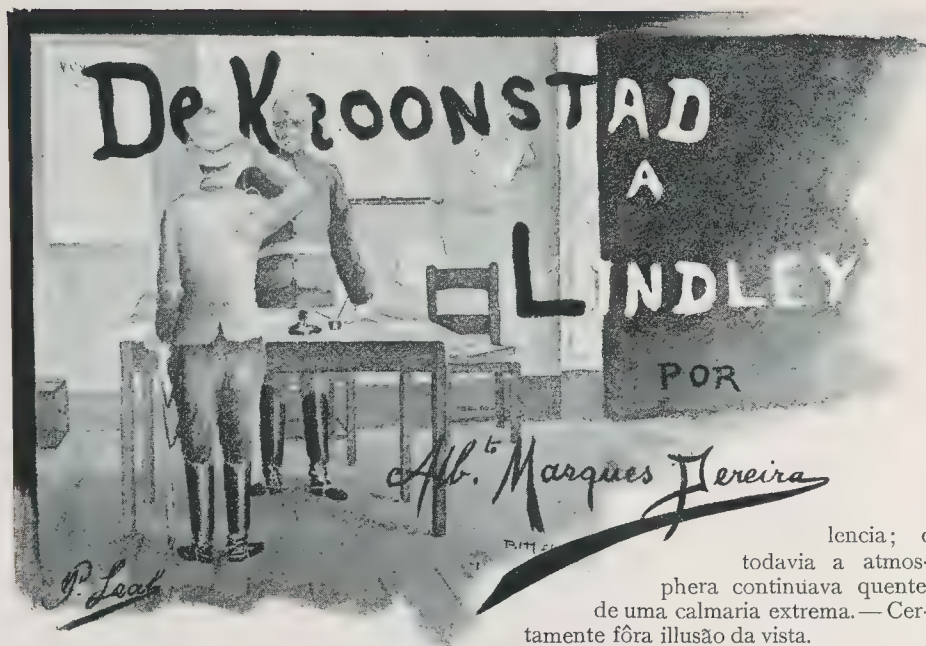 De Kroonstad
a
Lindley
POR
Alb.to Marques Pereira
P. Leal
lencia; e
todavia a atmos-
phera continuava quente
de uma calmaria extrema. — Cer-
tamente fôra illusão da vista.